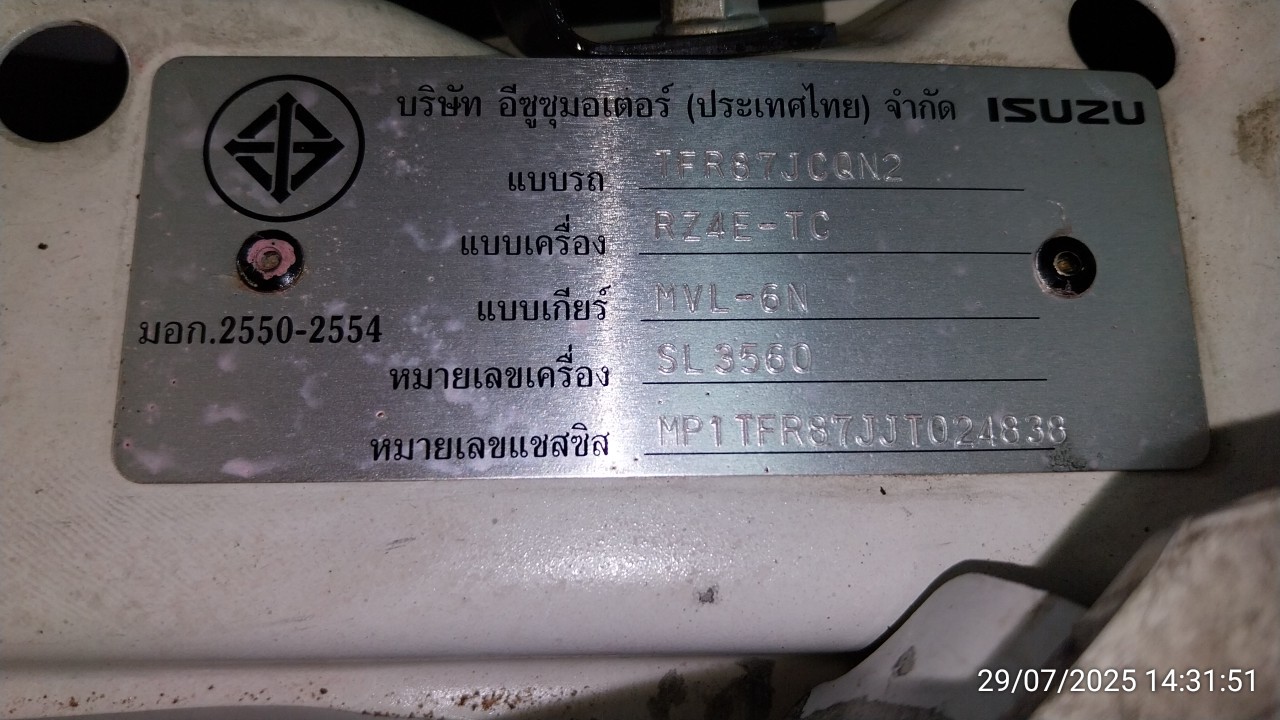 บริษัท อีซูซุมอเตอร์ (ประเทศไทย) จำกัด ISUZU
แบบรถ TFR87JCQN2
แบบเครื่อง RZ4E-TC
แบบเกียร์ MVL-6N
มอก.2550-2554
หมายเลขเครื่อง SL3560
หมายเลขแชสซิส MP1TFR87JJT024838
29/07/2025 14:31:51